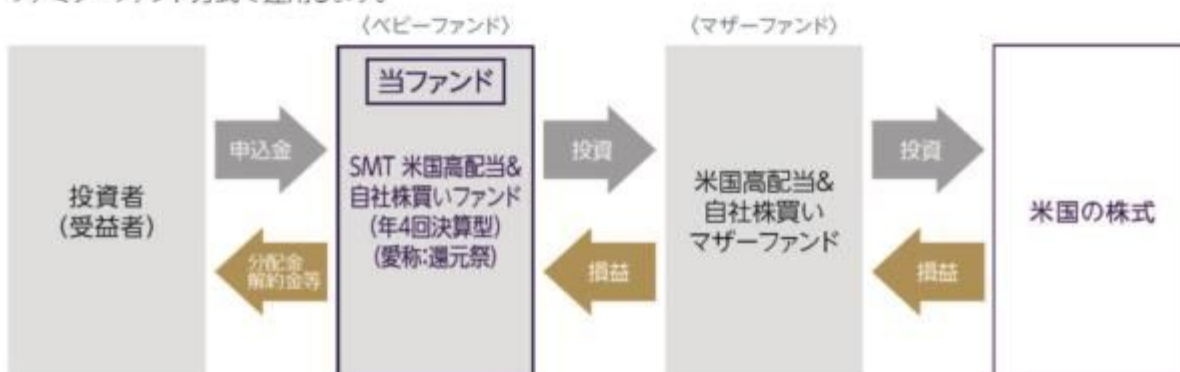 〈ベビーファンド〉
〈マザーファンド〉
投資者
(受益者)
申込金
分配金
解約金等
当ファンド
SMT 米国高配当&
自社株買いファンド
(年4回決算型)
(愛称:還元祭)
投資
損益
米国高配当&
自社株買い
マザーファンド
投資
損益
米国の株式